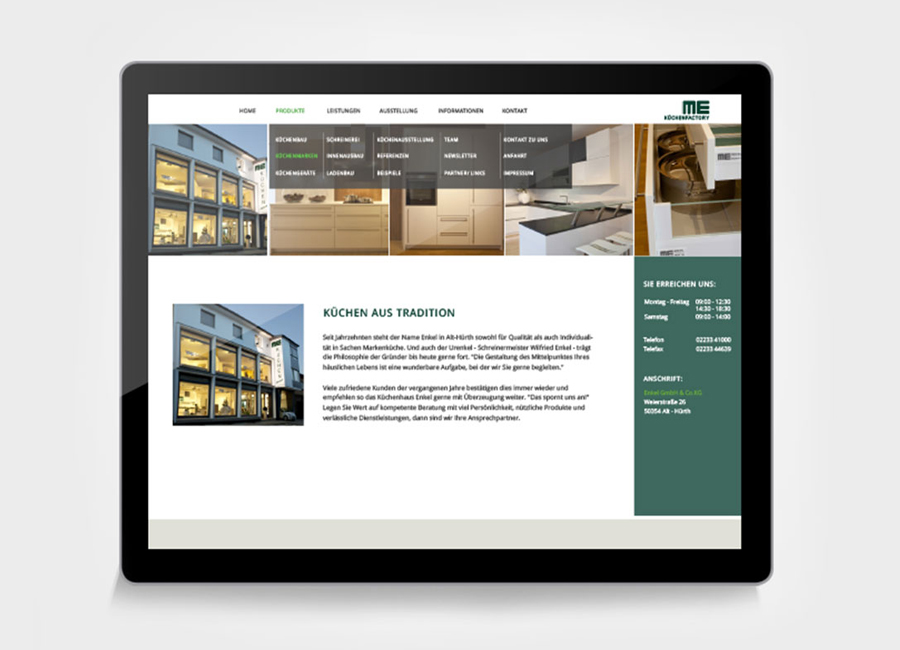 HOME PRODUKTE LEISTUNGEN AUSSTELLUNG INFORMATIONEN KONTAKT
ME
KÜCHENFACTORY
KÜCHENBAU SCHREINEREI KÜCHENAUSSTELLUNG TEAM KONTAKT ZU UNS
KÜCHENMARKEN INNENAUSBAU REFERENZEN NEWSLETTER ANFAHRT
KÜCHENGERÄTE LADENBAU BEISPIELE PARTNER/ LINKS IMPRESSUM
KÜCHEN AUS TRADITION
Seit Jahrzehnten steht der Name Enkel in Alt-Hürth sowohl für Qualität als auch Individuali-
tät in Sachen Markenküche. Und auch der Urenkel - Schreinermeister Wilfried Enkel - trägt
die Philosophie der Gründer bis heute gerne fort. "Die Gestaltung des Mittelpunktes Ihres
häuslichen Lebens ist eine wunderbare Aufgabe, bei der wir Sie gerne begleiten."
Viele zufriedene Kunden der vergangenen Jahre bestätigen dies immer wieder und
empfehlen so das Küchenhaus Enkel gerne mit Überzeugung weiter. "Das spornt uns an!"
Legen Sie Wert auf kompetente Beratung mit viel Persönlichkeit, nützliche Produkte und
verlässliche Dienstleistungen, dann sind wir Ihre Ansprechpartner.
SIE ERREICHEN UNS:
Montag - Freitag 09:00 - 12:30
14:30 - 18:30
Samstag 09:00 - 14:00
Telefon 02233 41000
Telefax 02233 44639
ANSCHRIFT:
Enkel GmbH & Co.KG
Weierstraße 26
50354 Alt - Hürth